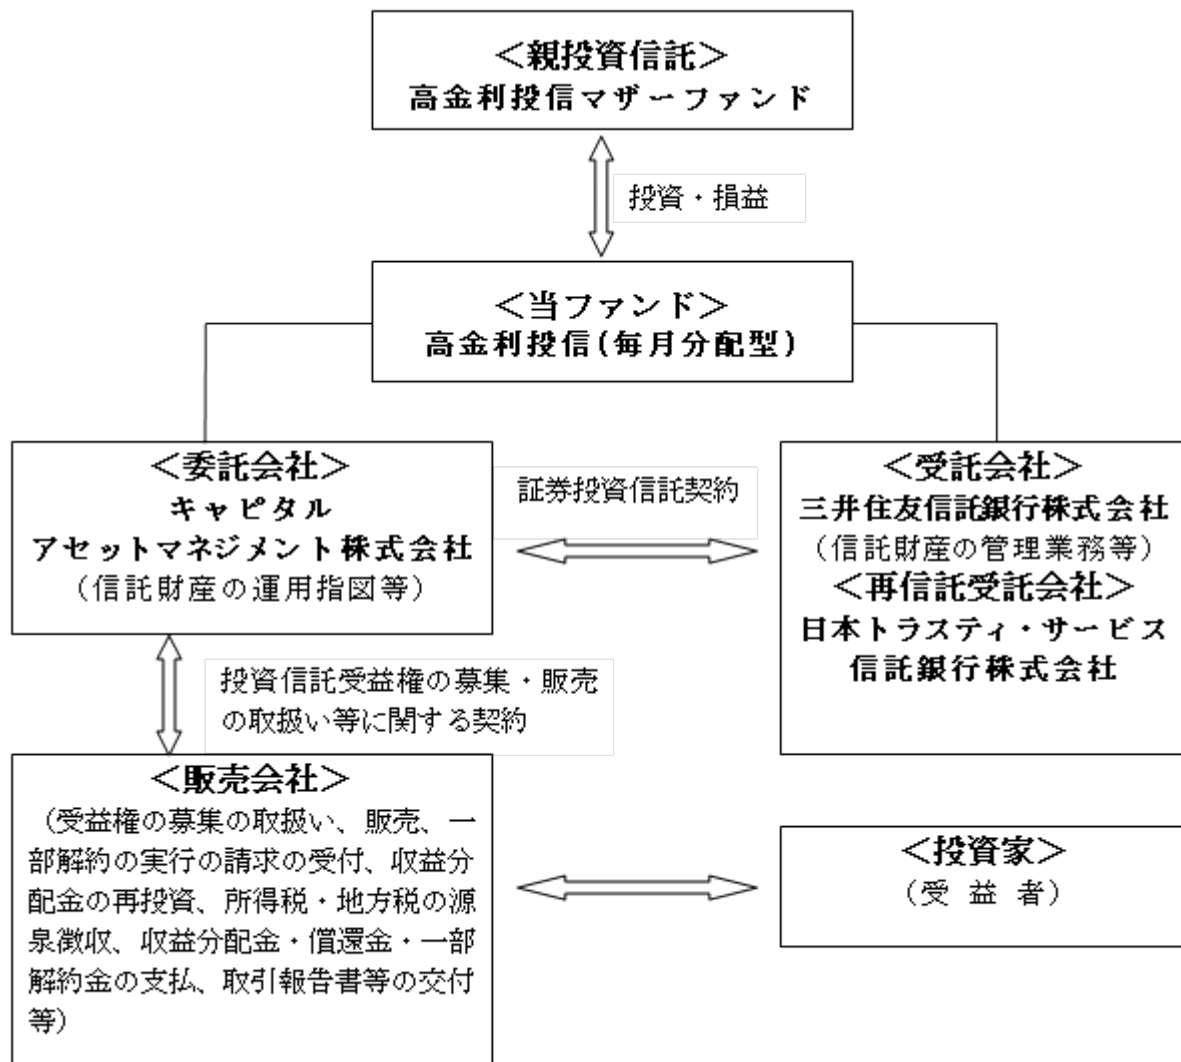 ＜親投資信託＞
高金利投信マザーファンド
投資・損益
＜当ファンド＞
高金利投信(毎月分配型)
＜委託会社＞
キャピタル
アセットマネジメント株式会社
（信託財産の運用指図等）
証券投資信託契約
＜受託会社＞
三井住友信託銀行株式会社
（信託財産の管理業務等）
＜再信託受託会社＞
日本トラスティ・サービス
信託銀行株式会社
投資信託受益権の募集・販売
の取扱い等に関する契約
＜販売会社＞
（受益権の募集の取扱い、販売、一
部解約の実行の請求の受付、収益分
配金の再投資、所得税・地方税の源
泉徴収、収益分配金・償還金・一部
解約金の支払、取引報告書等の交付
等）
＜投資家＞
（受 益 者）